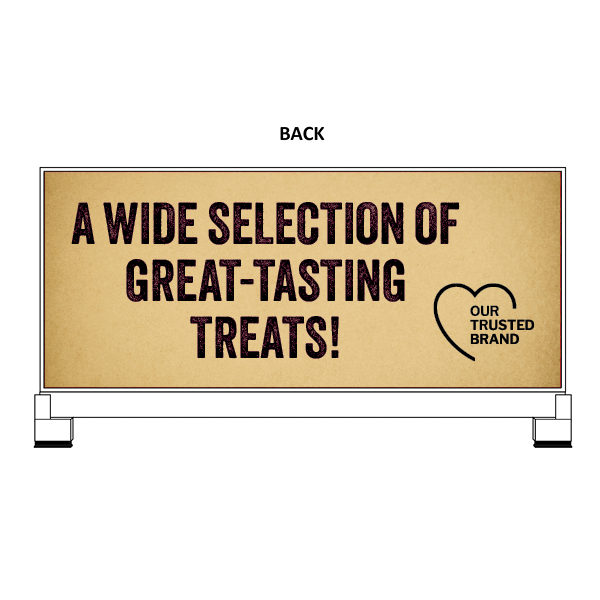 BACK
A WIDE SELECTION OF
GREAT-TASTING
TREATS!
OUR
TRUSTED
BRAND